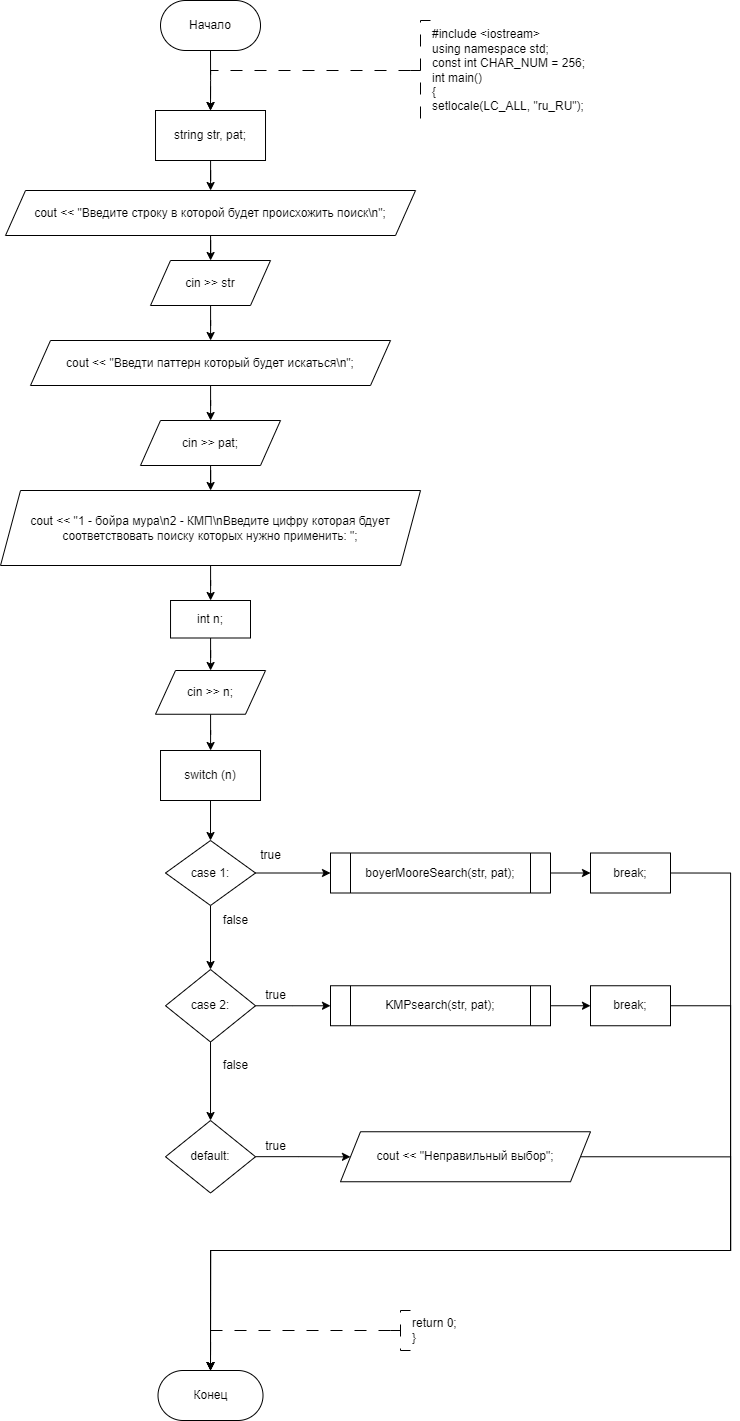 Начало
#include <iostream>
using namespace std;
const int CHAR_NUM = 256;
int main()
{
setlocale(LC_ALL, "ru_RU");
string str, pat;
cout << "Введите строку в которой будет происхожить поиск\n";
cin >> str
cout << "Введти паттерн который будет искаться\n";
cin >> pat;
cout << "1 - бойра мура\n2 - КМП\nВведите цифру которая бдует
соответствовать поиску которых нужно применить: ";
int n;
cin >> n;
switch (n)
case 1:
true
boyerMooreSearch(str, pat);
break;
false
case 2:
true
KMPsearch(str, pat);
break;
false
default:
true
cout << "Неправильный выбор";
return 0;
}
Конец